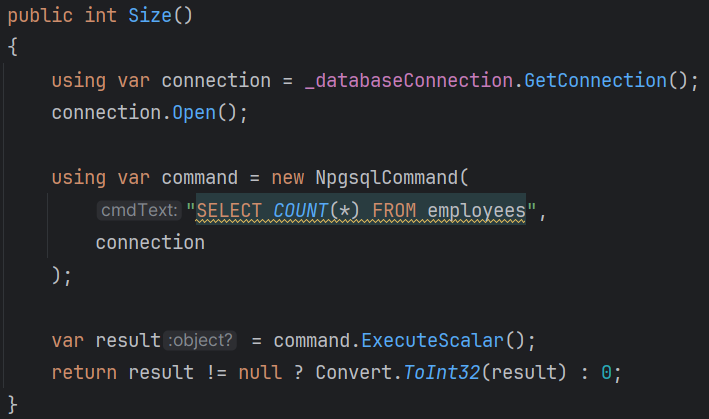 public int Size()
{
using var connection = _databaseConnection.GetConnection();
connection.Open();
using var command = new NpgsqlCommand(
cmdText: "SELECT COUNT(*) FROM employees",
connection
);
var result :object? = command.ExecuteScalar();
return result != null ? Convert.ToInt32(result) : 0;
}